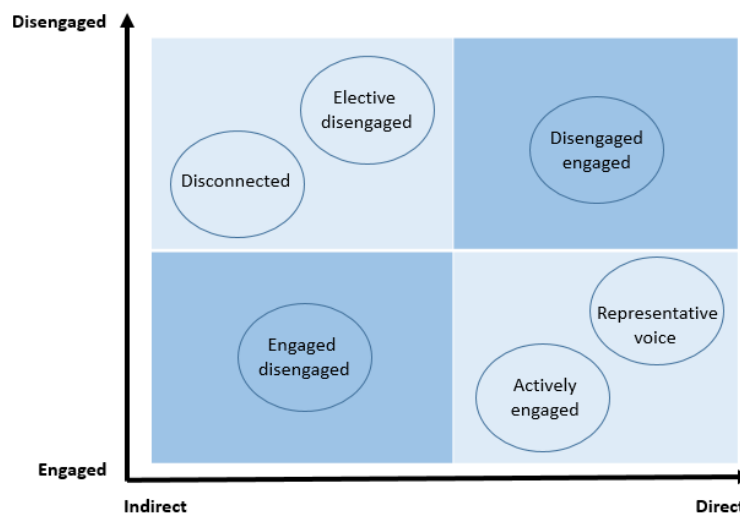 Disengaged
Elective
disengaged
Disconnected
Disengaged
engaged
Engaged
disengaged
Representative
voice
Actively
engaged
Engaged
Indirect
Direct